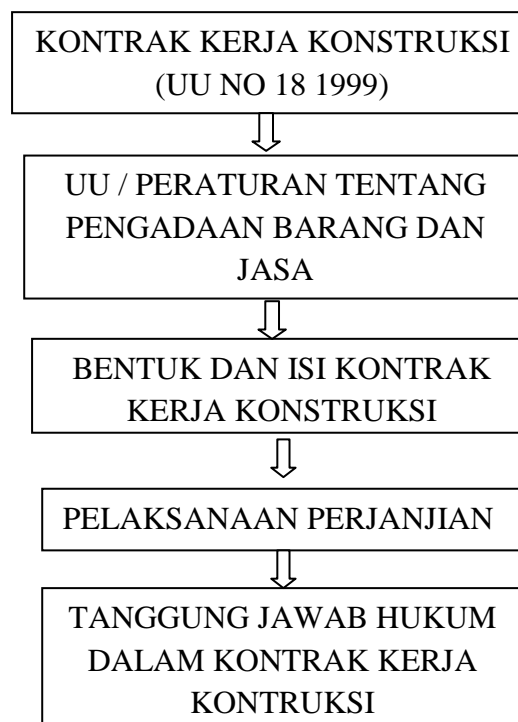 KONTRAK KERJA KONSTRUKSI
(UU NO 18 1999)
UU / PERATURAN TENTANG
PENGADAAN BARANG DAN
JASA
BENTUK DAN ISI KONTRAK
KERJA KONSTRUKSI
PELAKSANAAN PERJANJIAN
TANGGUNG JAWAB HUKUM
DALAM KONTRAK KERJA
KONTRUKSI